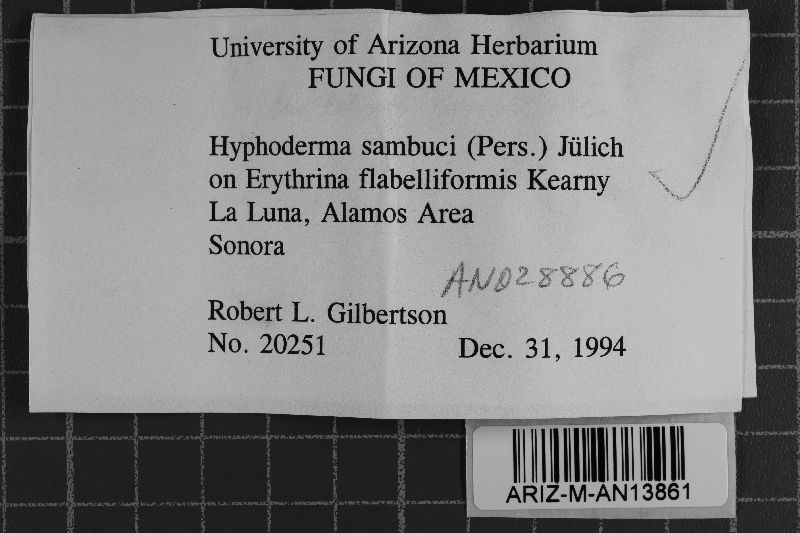 University of Arizona Herbarium
FUNGI OF MEXICO
Hyphoderma sambuci (Pers.) Jülich
on Erythrina flabelliformis Kearny
La Luna, Alamos Area
Sonora
AN028886
Robert L. Gilbertson
No. 20251 Dec. 31, 1994
ARIZ-M-AN13861